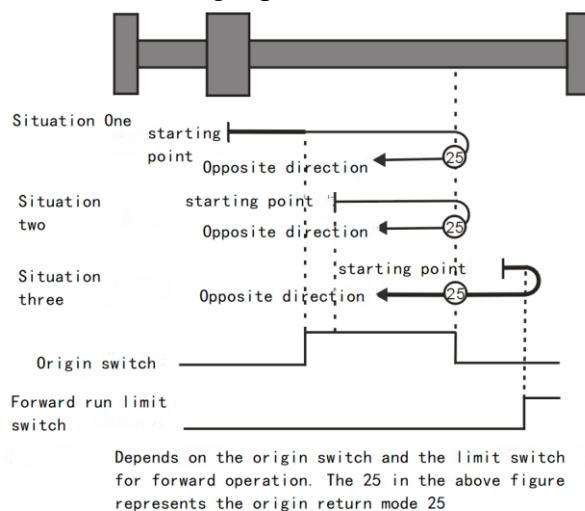 Situation One
starting
point
25
Opposite direction
Situation
two
starting point
25
Opposite direction
Situation
three
starting point
25
Opposite direction
Origin switch
Forward run limit
switch
Depends on the origin switch and the limit switch
for forward operation. The 25 in the above figure
represents the origin return mode 25